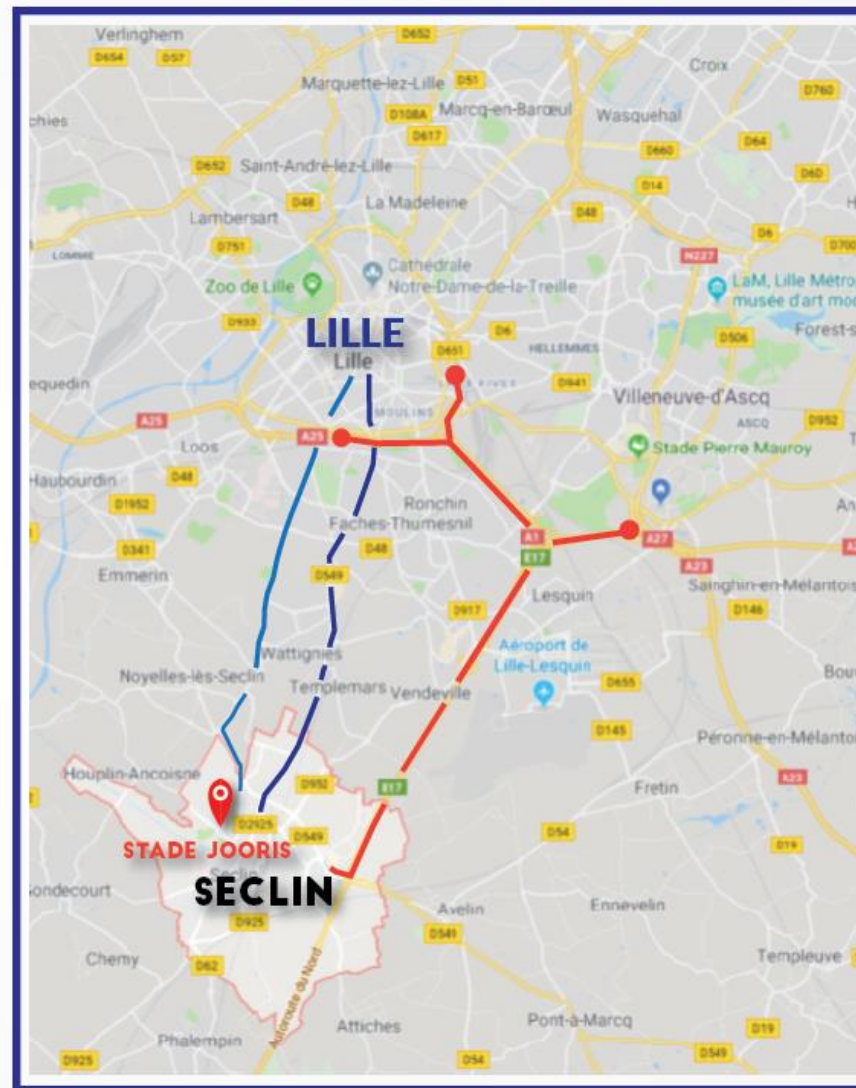 Verlinghem
D652
D654
D57
Croix
Marquette-lez-Lille
D51
D760
chies
D108A
Marcq-en-Barœul
Wasquehal
D617
D64
D660
D652
Saint-André-lez-Lille
D6D
D14
D48
La Madeleine
Lambersart
D48
D6
D751
D700
LOMME
N227
Cathédrale
Notre-Dame-de-la-Treille
Zoo de Lille
LaM, Lille Métro
musée d'art mod
D933
D6
D506
Forest-s
LILLE
Lille
D651
HELLEMMES
equedin
D941
Villeneuve-d'Ascq
MOULINS
A25
A25
ASCQ
D952
Loos
Stade Pierre Mauroy
Haubourdin
D48
D1952
Ronchin
Faches-Thumesnil
A1
A27
D341
D48
E17
Emmerin
D549
A23
Lesquin
Sainghin-en-Mélantois
D917
D146
Wattignies
Aéroport de
Lille-Lesquin
Noyelles-lès-Seclin
Templemars
Vendeville
D655
Bou
D145
Péronne-en-Mélanto
Houplin-Ancoisne
D952
E17
A23
Fretin
D2925
D549
D54
D19
STADE JOORIS
Seclin
SECLIN
ondecourt
Avelin
Ennevelin
D925
D541
Chemy
D62
Templeuve
Autoroute du Nord
Attiches
Pont-à-Marcq
D19
Phalempin
D925
D54
D549